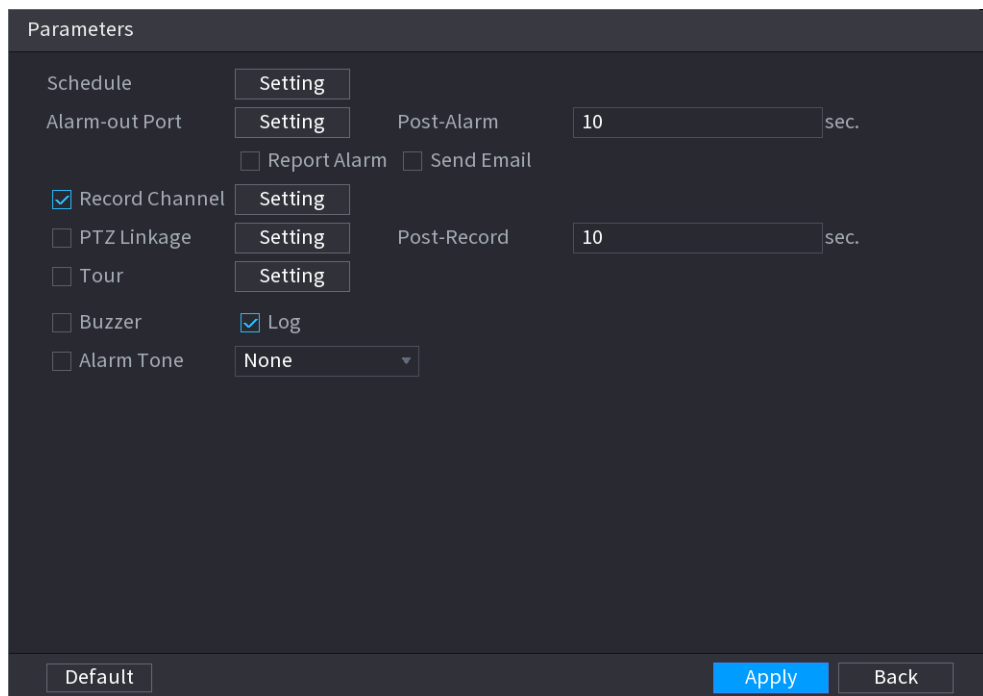 Parameters
Schedule Setting
Alarm-out Port Setting Post-Alarm 10 sec.
Report Alarm Send Email
Record Channel Setting
PTZ Linkage Setting Post-Record 10 sec.
Tour Setting
Buzzer Log
Alarm Tone None
Default Apply Back